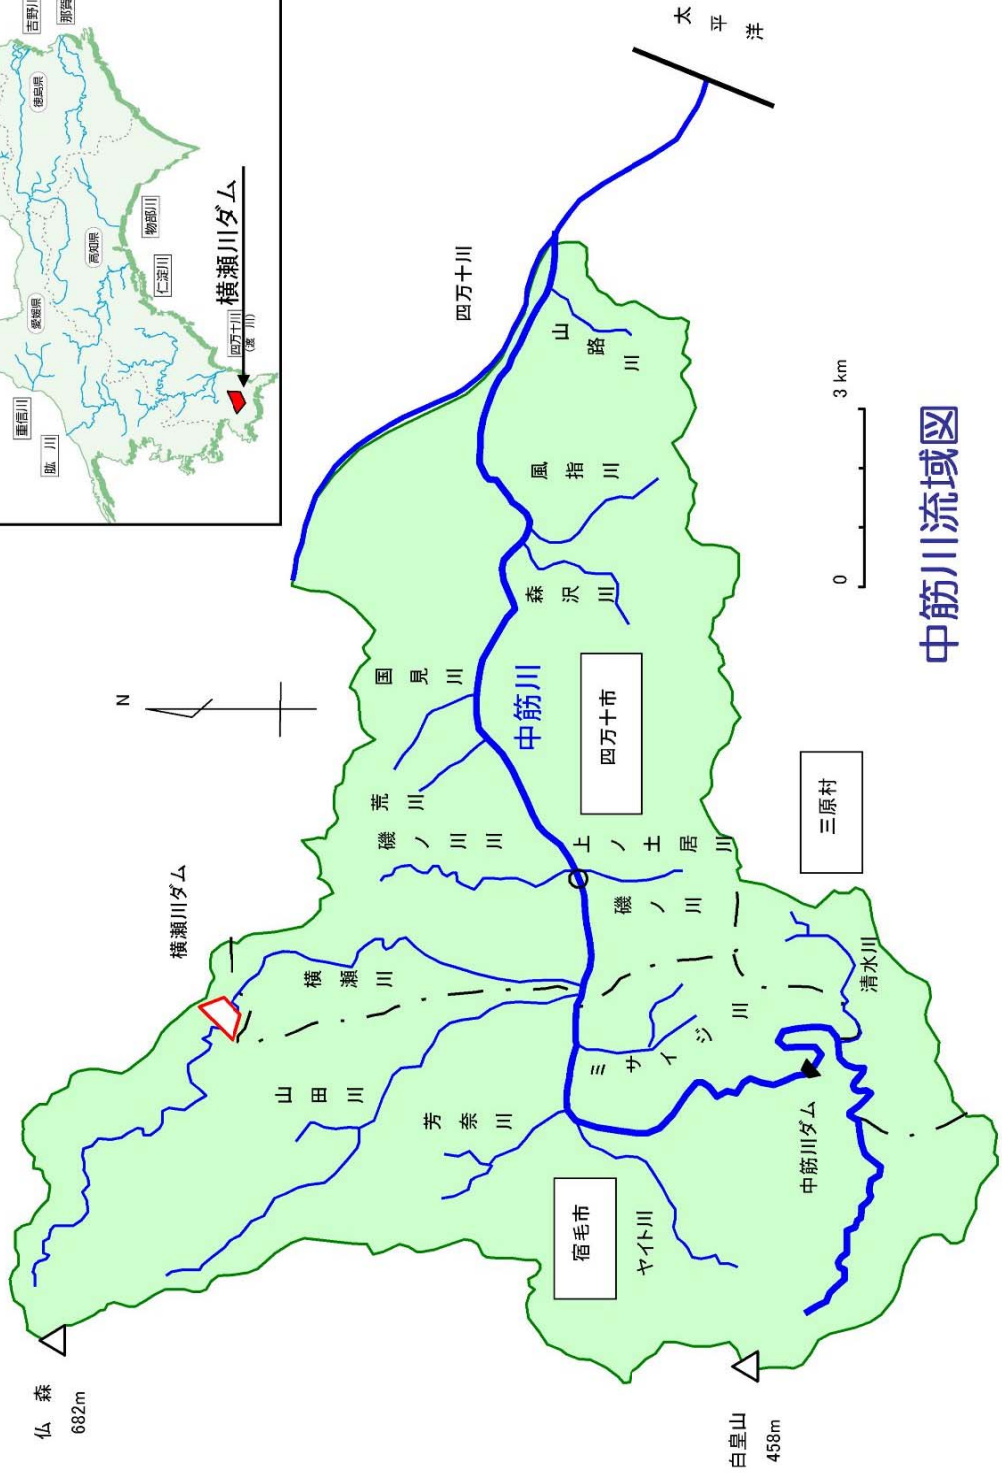 仏 森
682m
白皇山
458m
横瀬川ダム
横瀬川
山田川
芳奈川
宿毛市
ヤイト川
中筋川ダム
ミサイジ川
清水川
三原村
磯ノ川
上ノ土居川
磯ノ川川
荒川
国見川
中筋川
四万十市
N
森沢川
風指川
山路川
四万十川
太平洋
0
3 km
中筋川流域図
肱 川
重信川
愛媛県
高知県
徳島県
吉野川
那賀
物部川
仁淀川
四万十川
(渡 川)
横瀬川ダム